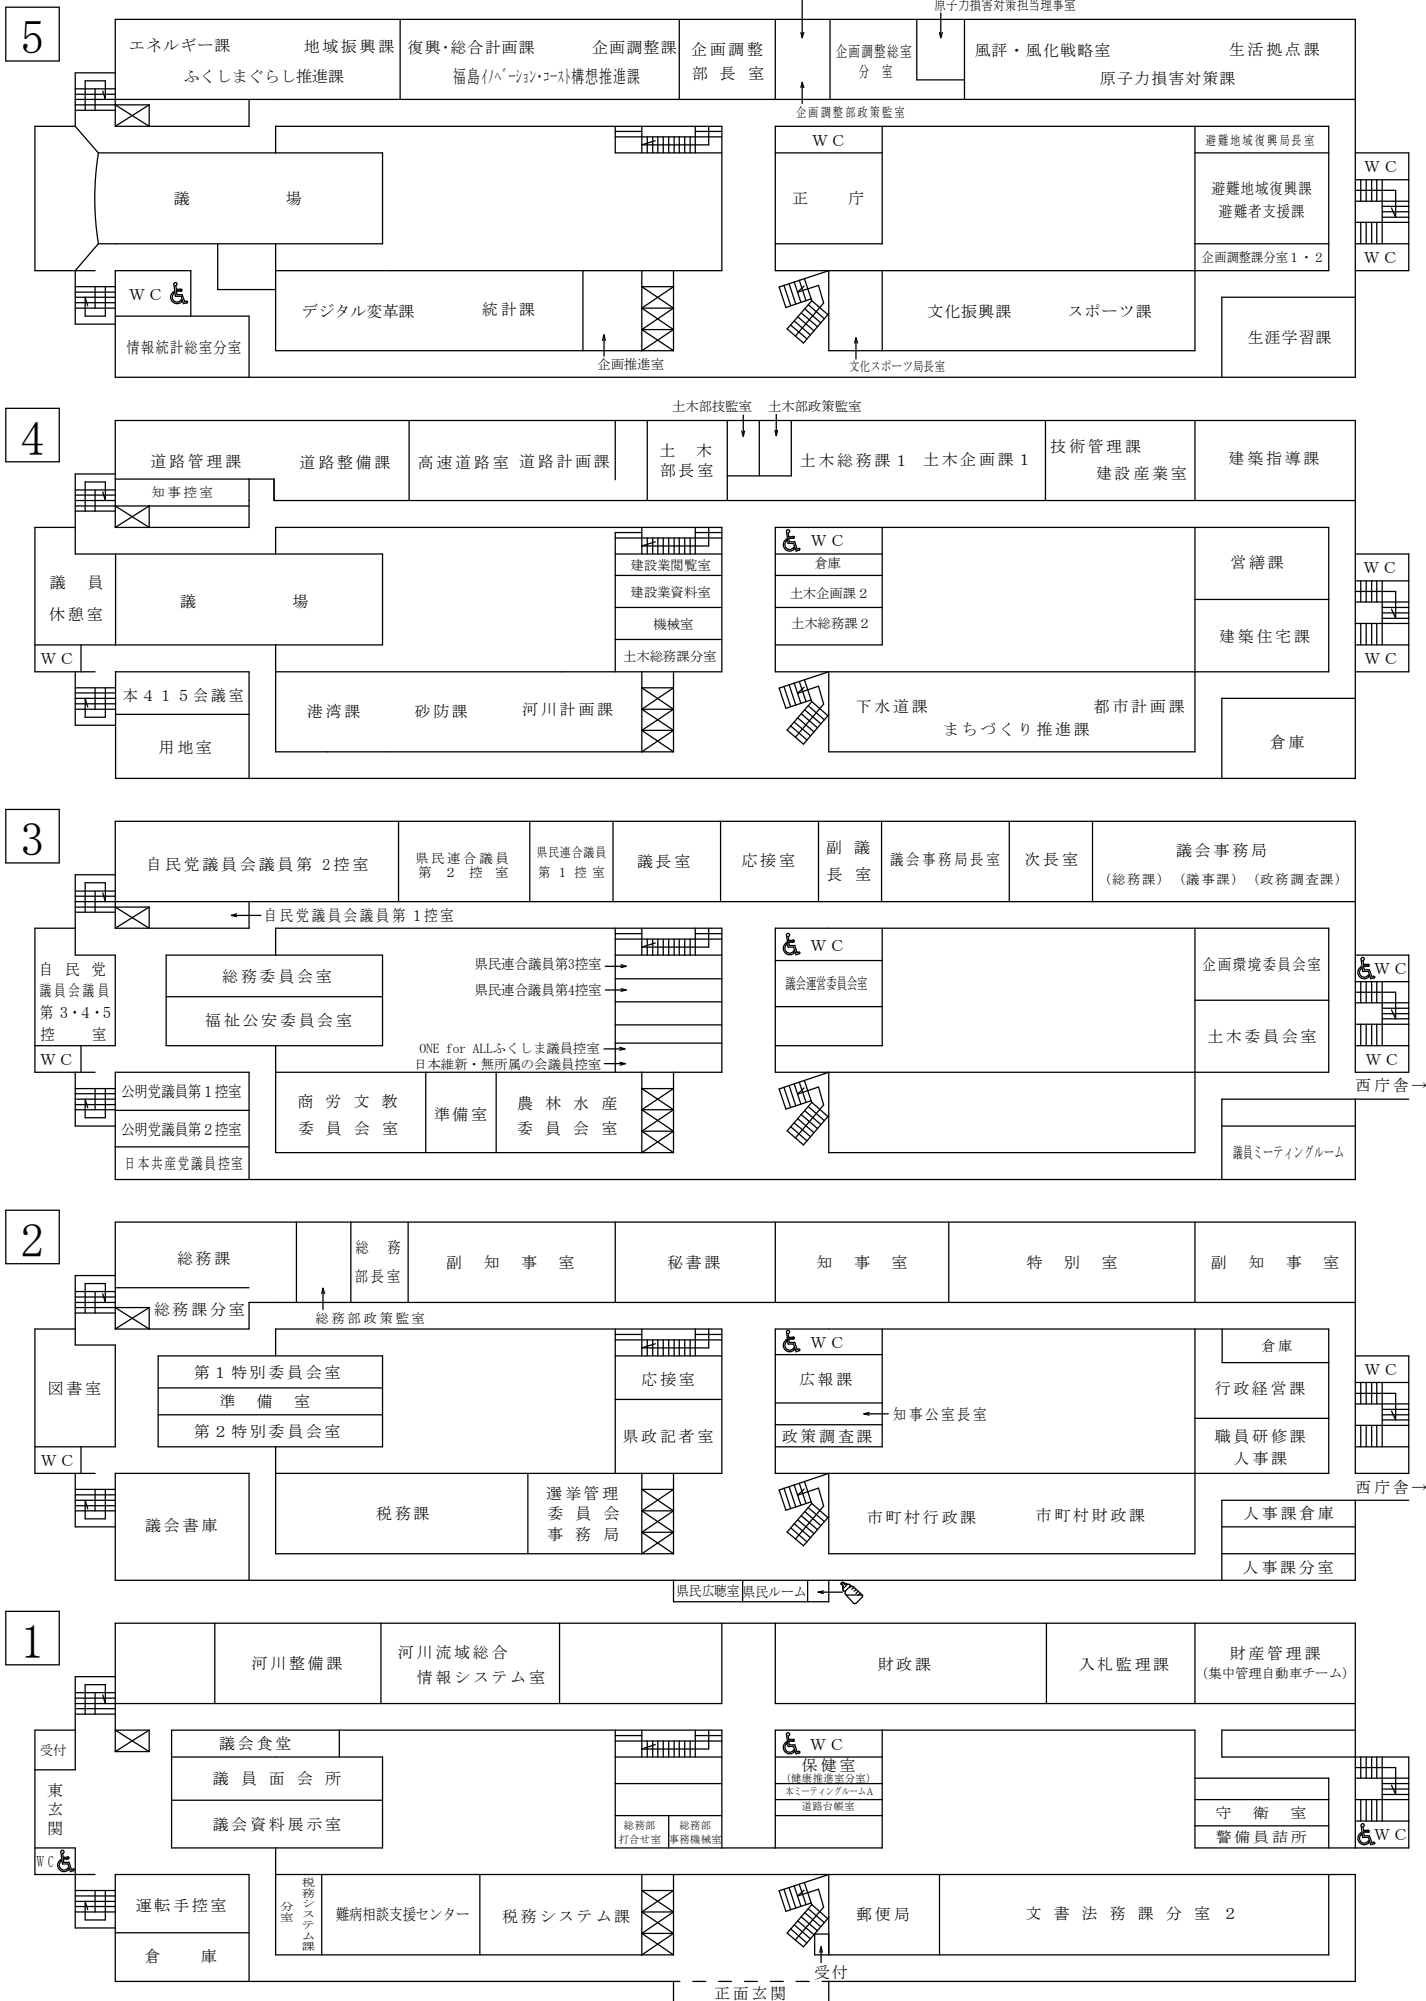 原子力損害対策担当理事室
5
エネルギー課
地域振興課
ふくしまぐらし推進課
復興・総合計画課
企画調整課
福島イノベーション・コースト構想推進課
企画調整
部長室
企画調整総室
分室
風評・風化戦略室
生活拠点課
原子力損害対策課
企画調整部政策監室
議場
WC
正庁
避難地域復興局長室
避難地域復興課
避難者支援課
企画調整課分室1・2
WC
WC
WC
情報統計総室分室
デジタル変革課
統計課
企画推進室
文化スポーツ局長室
文化振興課
スポーツ課
生涯学習課
4
土木部技監室
土木部政策監室
道路管理課
道路整備課
知事控室
高速道路室
道路計画課
土木
部長室
土木総務課1
土木企画課1
技術管理課
建設産業室
建築指導課
議員
休憩室
WC
議場
建設業閲覧室
建設業資料室
機械室
土木総務課分室
WC
倉庫
土木企画課2
土木総務課2
営繕課
建築住宅課
WC
WC
本415会議室
用地室
港湾課
砂防課
河川計画課
下水道課
まちづくり推進課
都市計画課
倉庫
3
自民党議員会議員第2控室
県民連合議員
第2控室
県民連合議員
第1控室
議長室
応接室
副議
長室
議会事務局長室
次長室
議会事務局
(総務課)(議事課)(政務調査課)
自民党議員会議員第1控室
自民党
議員会議員
第3・4・5
控室
WC
総務委員会室
福祉公安委員会室
県民連合議員第3控室
県民連合議員第4控室
ONE for ALLふくしま議員控室
日本維新・無所属の会議員控室
WC
議会運営委員会室
企画環境委員会室
土木委員会室
WC
WC
西庁舎→
公明党議員第1控室
公明党議員第2控室
日本共産党議員控室
商労文教
委員会室
準備室
農林水産
委員会室
議員ミーティングルーム
2
総務課
総務課分室
総務
部長室
総務部政策監室
副知事室
秘書課
知事室
特別室
副知事室
図書室
WC
第1特別委員会室
準備室
第2特別委員会室
応接室
県政記者室
WC
広報課
知事公室長室
政策調査課
倉庫
行政経営課
職員研修課
人事課
WC
西庁舎→
議会書庫
税務課
選挙管理
委員会
事務局
市町村行政課
市町村財政課
人事課倉庫
人事課分室
県民広聴室
県民ルーム
1
河川整備課
河川流域総合
情報システム室
財政課
入札監理課
財産管理課
(集中管理自動車チーム)
受付
東玄関
WC
議会食堂
議員面会所
議会資料展示室
総務部
打合せ室
総務部
事務機械室
WC
保健室
(健康推進室分室)
本ミーティングルームA
道路台帳室
守衛室
警備員詰所
WC
運転手控室
倉庫
税務システム課
分室
難病相談支援センター
税務システム課
郵便局
受付
文書法務課分室2
正面玄関